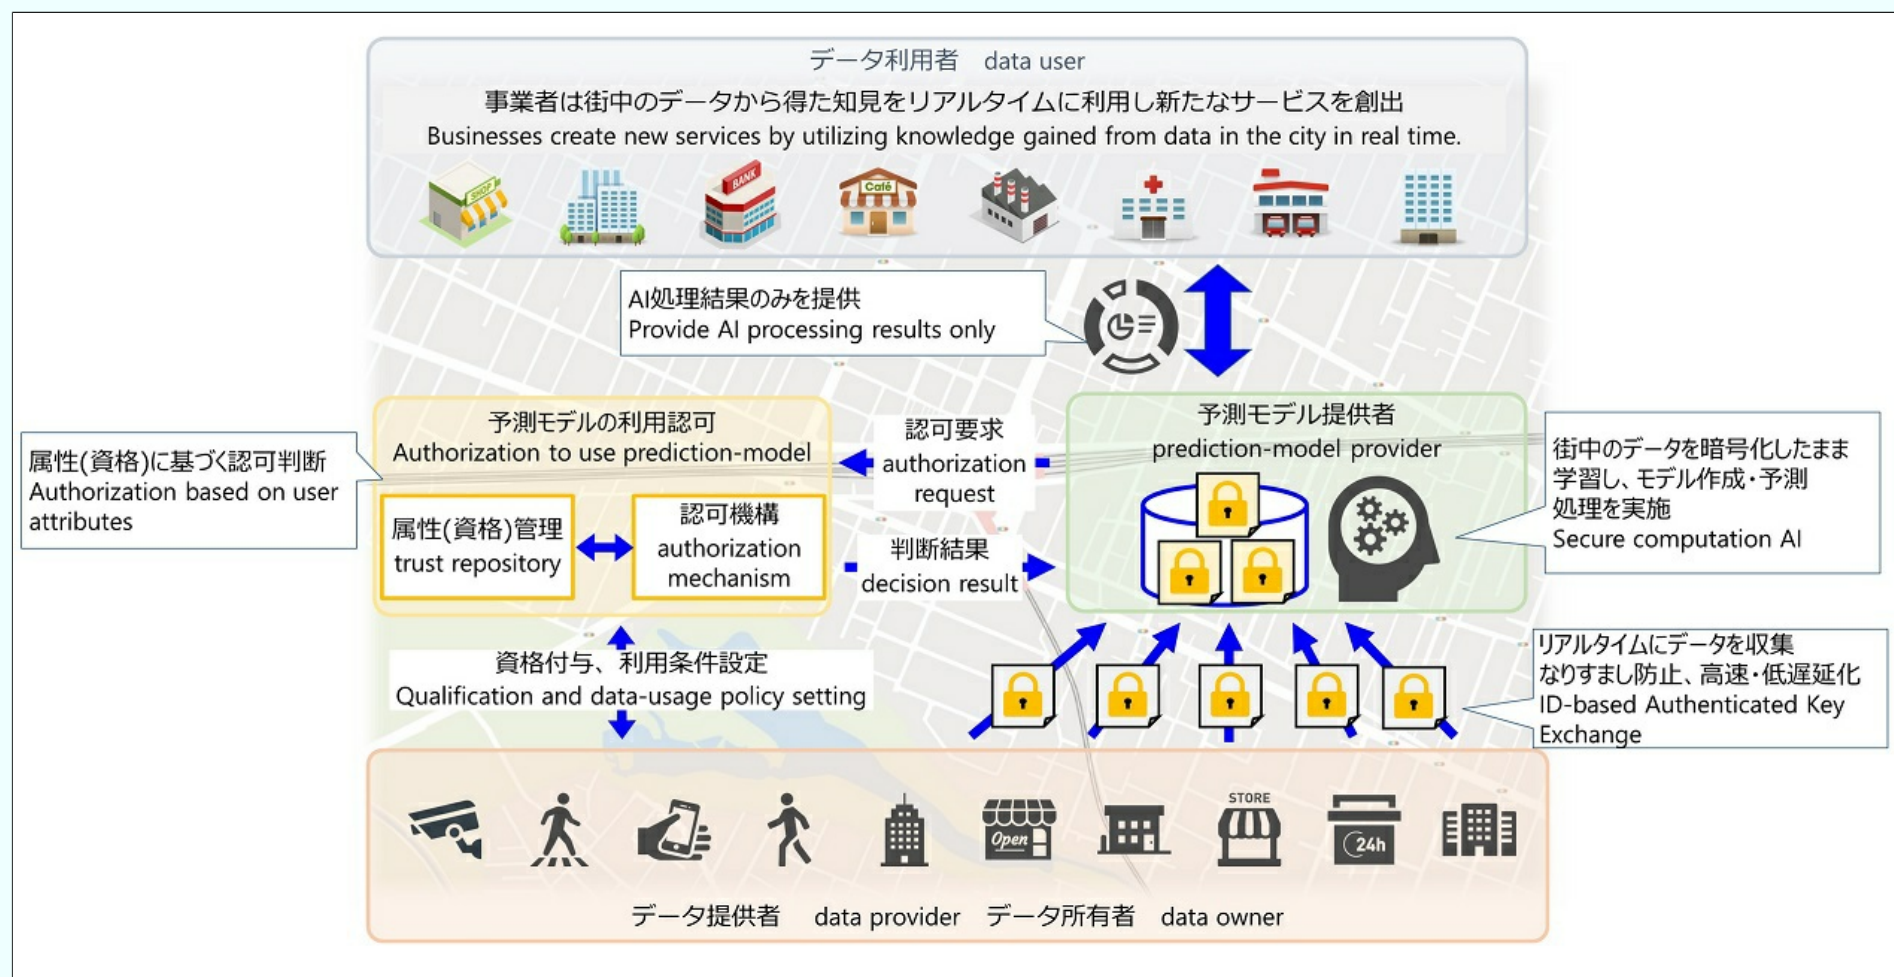 データ利用者 data user
事業者は街中のデータから得た知見をリアルタイムに利用し新たなサービスを創出
Businesses create new services by utilizing knowledge gained from data in the city in real time.
SHOP
BANK
Café
AI処理結果のみを提供
Provide AI processing results only
属性(資格)に基づく認可判断
Authorization based on user
attributes
予測モデルの利用認可
Authorization to use prediction-model
属性(資格)管理
trust repository
認可機構
authorization
mechanism
認可要求
authorization
request
判断結果
decision result
予測モデル提供者
prediction-model provider
街中のデータを暗号化したまま
学習し、モデル作成・予測
処理を実施
Secure computation AI
資格付与、利用条件設定
Qualification and data-usage policy setting
リアルタイムにデータを収集
なりすまし防止、高速・低遅延化
ID-based Authenticated Key
Exchange
Open
STORE
24h
データ提供者 data provider データ所有者 data owner